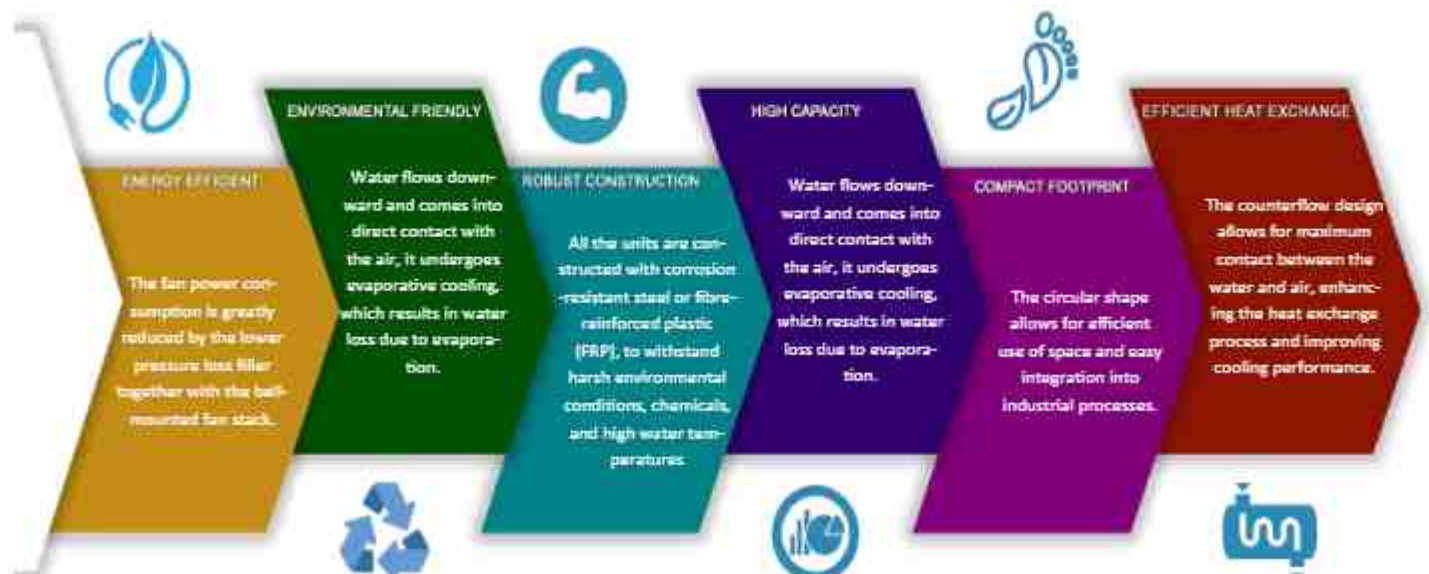 ENERGY EFFICIENT
The fan power con-
sumption is greatly
reduced by the lower
pressure loss filler
together with the bell-
mounted fan stack.
ENVIRONMENTAL FRIENDLY
Water flows down-
ward and comes into
direct contact with
the air, it undergoes
evaporative cooling,
which results in water
loss due to evapora-
tion.
ROBUST CONSTRUCTION
All the units are con-
structed with corrosion
-resistant steel or fibre-
reinforced plastic
(FRP), to withstand
harsh environmental
conditions, chemicals,
and high water tem-
peratures
HIGH CAPACITY
Water flows down-
ward and comes into
direct contact with
the air, it undergoes
evaporative cooling,
which results in water
loss due to evapora-
tion.
COMPACT FOOTPRINT
The circular shape
allows for efficient
use of space and easy
integration into
industrial processes.
EFFICIENT HEAT EXCHANGE
The counterflow design
allows for maximum
contact between the
water and air, enhanc-
ing the heat exchange
process and improving
cooling performance.